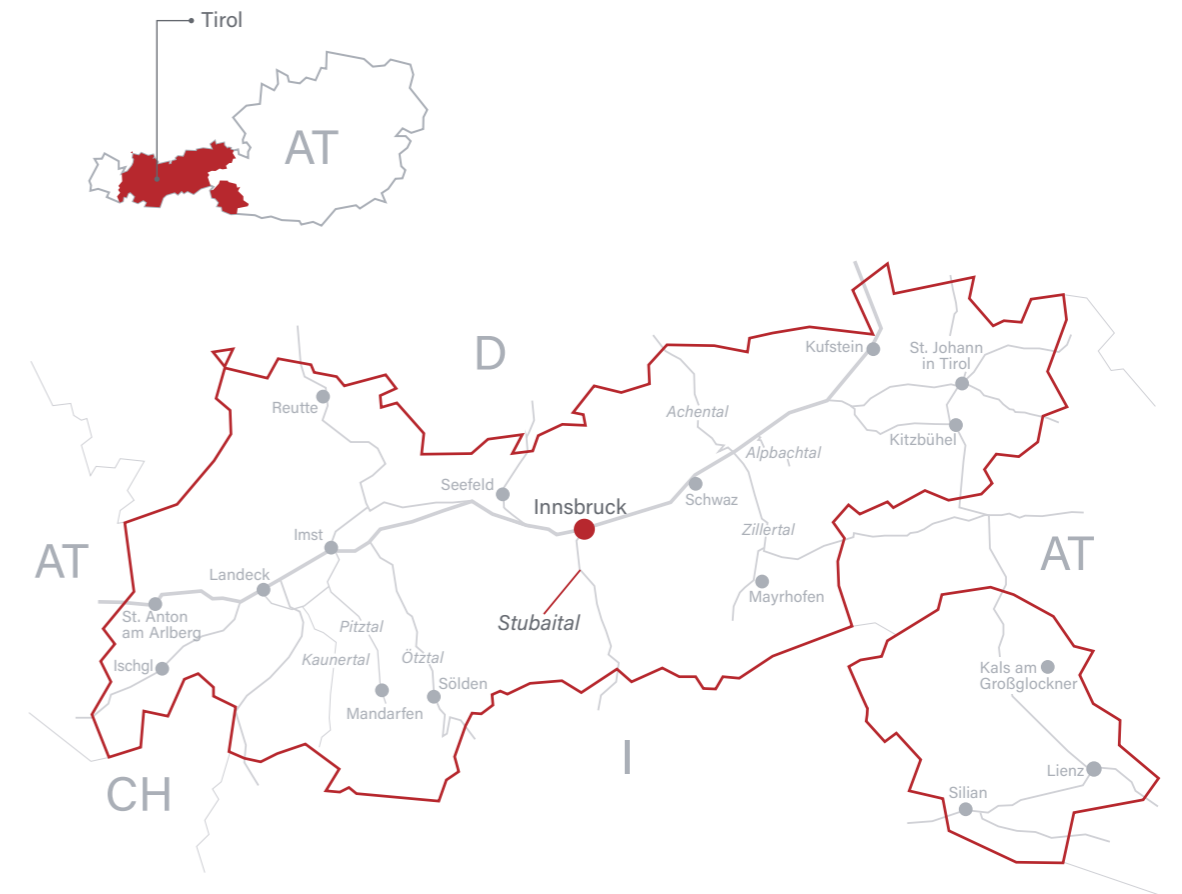 Tirol
AT
D
Kufstein
St. Johann
in Tirol
Reutte
Achental
Kitzbühel
Alpbachtal
Seefeld
Schwaz
Innsbruck
Imst
Zillertal
AT
AT
Landeck
Mayrhofen
St. Anton
am Arlberg
Stubaital
Pitztal
Kaunertal
Ötztal
Ischgl
Kals am
Großglockner
Sölden
Mandarfen
I
Lienz
CH
Silian